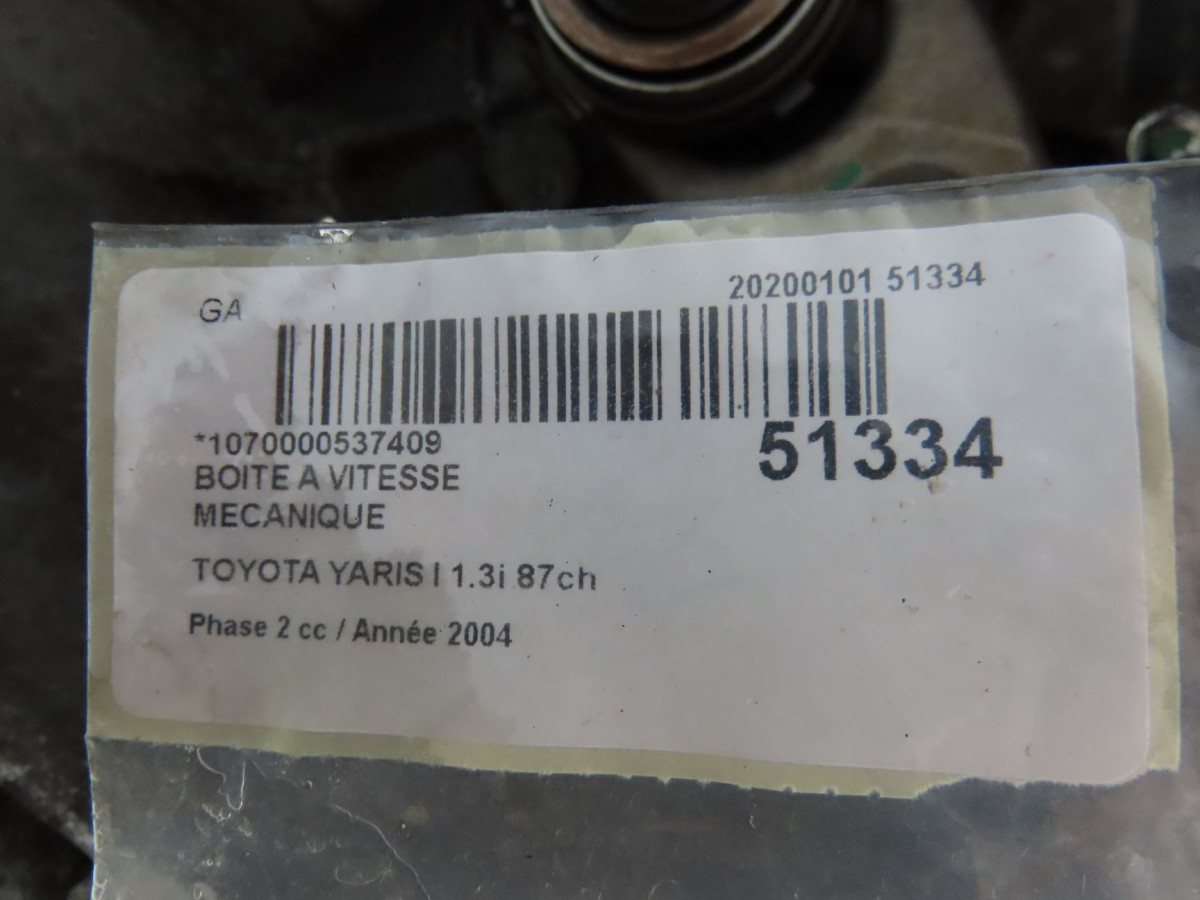 GA
20200101 51334
*1070000537409
51334
BOITE A VITESSE
MECANIQUE
TOYOTA YARIS I 1.3i 87ch
Phase 2 cc / Année 2004